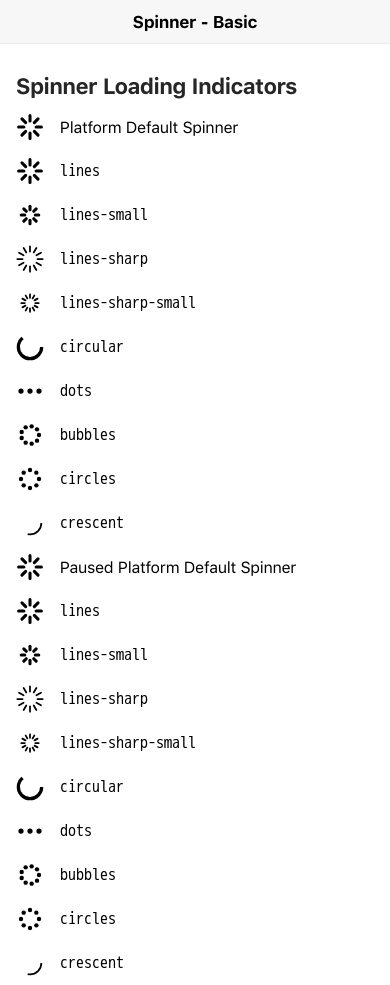 Spinner - Basic
Spinner Loading Indicators
Platform Default Spinner
lines
lines-small
lines-sharp
lines-sharp-small
circular
dots
bubbles
circles
crescent
Paused Platform Default Spinner
lines
lines-small
lines-sharp
lines-sharp-small
circular
dots
bubbles
circles
crescent